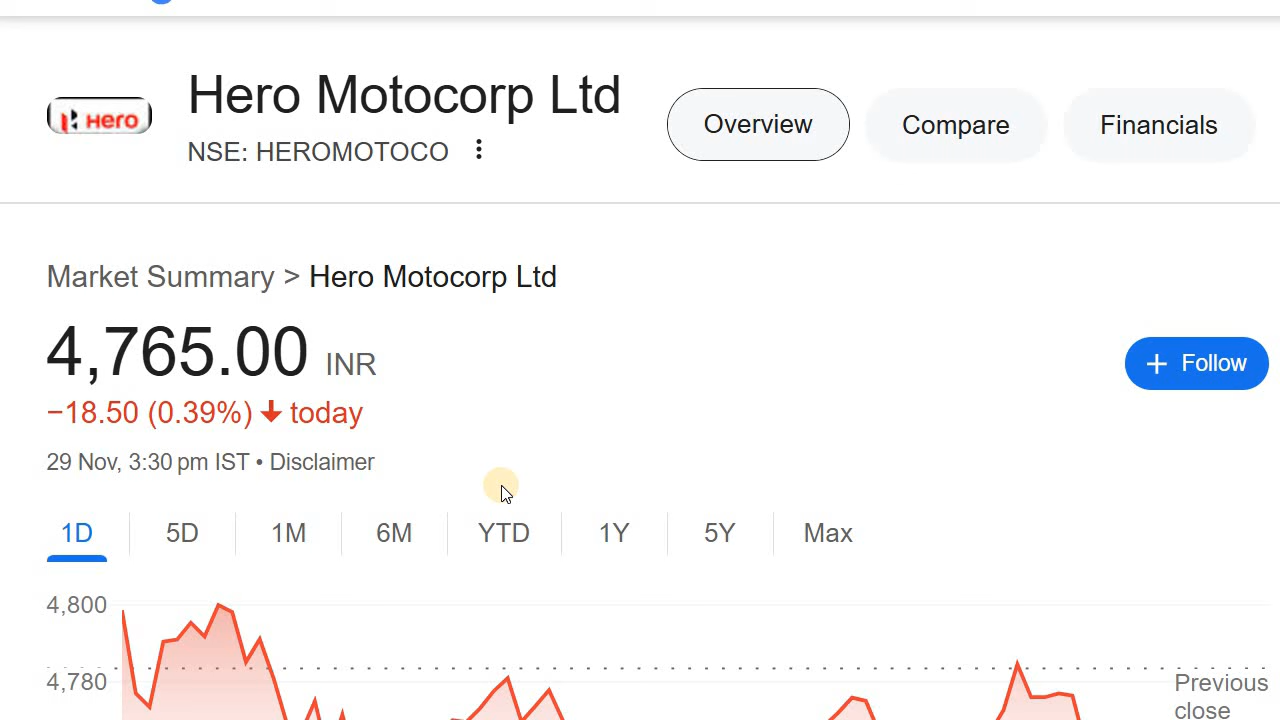 Hero
Hero Motocorp Ltd
NSE: HEROMOTOCO
Overview
Compare
Financials
Market Summary > Hero Motocorp Ltd
4,765.00 INR
−18.50 (0.39%) today
+ Follow
29 Nov, 3:30 pm IST • Disclaimer
1D 5D 1M 6M YTD 1Y 5Y Max
4,800
4,780
Previous
close